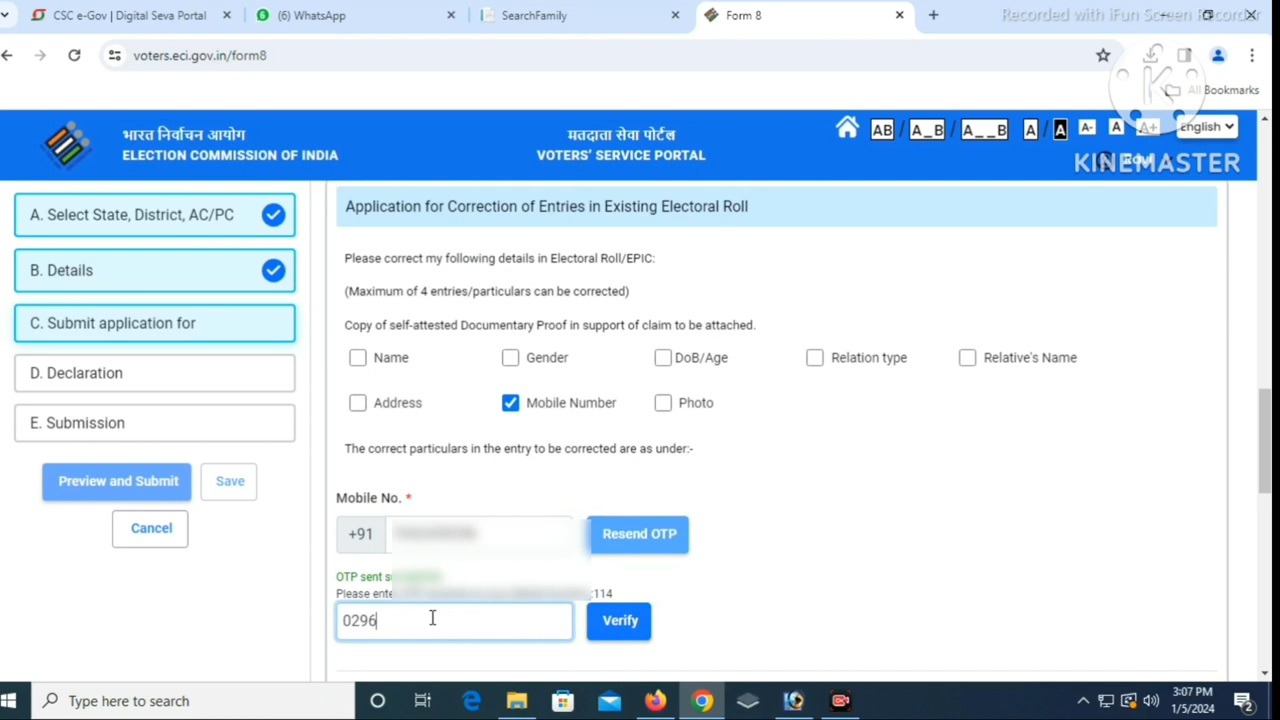 CSC e-Gov | Digital Seva Portal
(6) WhatsApp
SearchFamily
Form 8
Recorded with iFun Screen Recorder
voters.eci.gov.in/form8
All Bookmarks
भारत निर्वाचन आयोग
ELECTION COMMISSION OF INDIA
मतदाता सेवा पोर्टल
VOTERS' SERVICE PORTAL
AB / A_B / A__B A / A A- A A+ English
KINEMASTER
A. Select State, District, AC/PC
B. Details
C. Submit application for
D. Declaration
E. Submission
Preview and Submit
Save
Cancel
Application for Correction of Entries in Existing Electoral Roll
Please correct my following details in Electoral Roll/EPIC:
(Maximum of 4 entries/particulars can be corrected)
Copy of self-attested Documentary Proof in support of claim to be attached.
Name Gender DoB/Age Relation type Relative's Name
Address Mobile Number Photo
The correct particulars in the entry to be corrected are as under:-
Mobile No. *
+91
Resend OTP
OTP sent
Please :114
0296
Verify
Type here to search
3:07 PM
1/5/2024
2